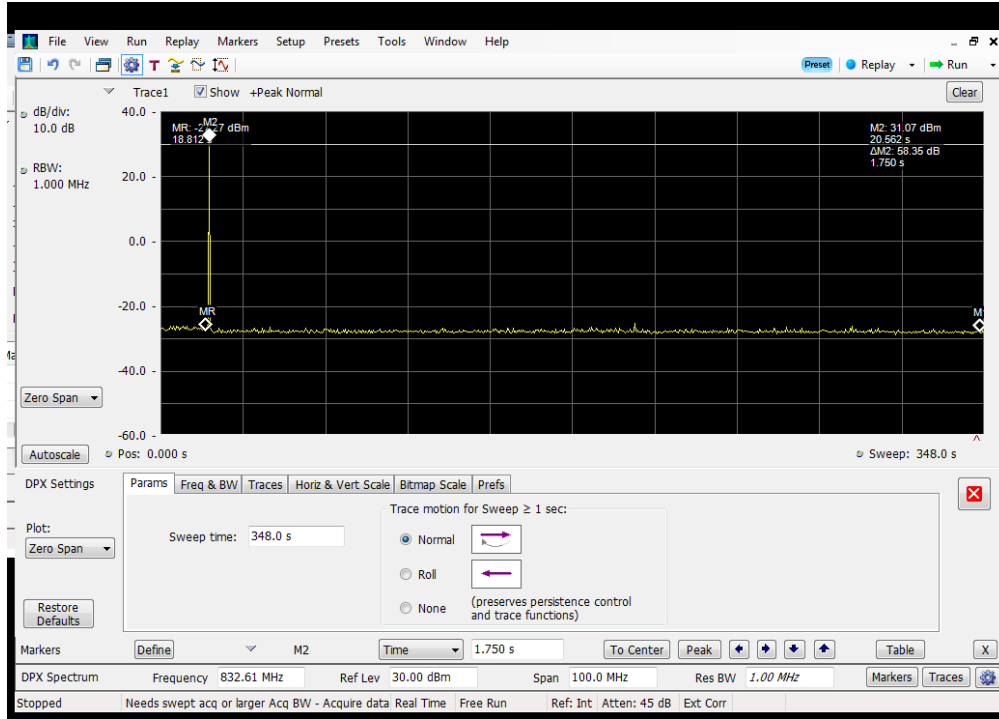 File View Run Replay Markers Setup Presets Tools Window Help
Preset Replay Run
Trace1 Show +Peak Normal Clear
dB/div:
10.0 dB
RBW:
1.000 MHz
40.0
20.0
0.0
-20.0
-40.0
-60.0
M2
dBm
MR
M2: 31.07 dBm
20.562 s
ΔM2: 58.35 dB
1.750 s
Zero Span
Autoscale Pos: 0.000 s Sweep: 348.0 s
DPX Settings Params Freq & BW Traces Horiz & Vert Scale Bitmap Scale Prefs
Trace motion for Sweep ≥ 1 sec:
Plot:
Zero Span
Sweep time: 348.0 s
Normal
Roll
None (preserves persistence control
and trace functions)
Restore
Defaults
Markers Define M2 Time 1.750 s To Center Peak Table X
DPX Spectrum Frequency 832.61 MHz Ref Lev 30.00 dBm Span 100.0 MHz Res BW 1.00 MHz Markers Traces
Stopped Needs swept acq or larger Acq BW - Acquire data Real Time Free Run Ref: Int Atten: 45 dB Ext Corr